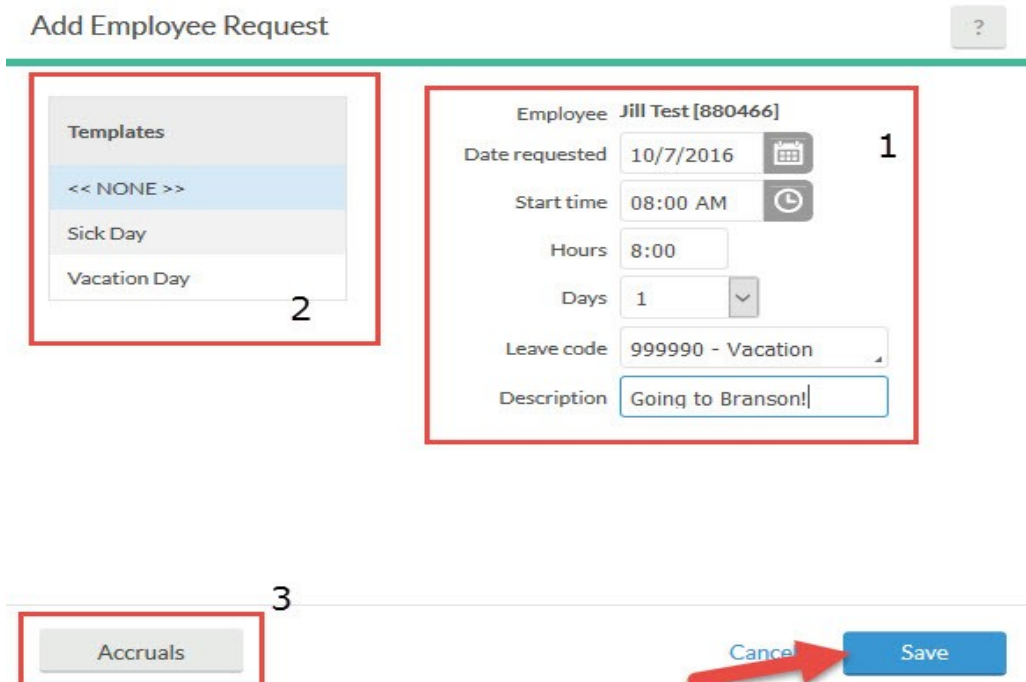 Add Employee Request
?
Templates
<< NONE >>
Sick Day
Vacation Day
2
Employee Jill Test [880466]
1
Date requested 10/7/2016
Start time 08:00 AM
Hours 8:00
Days 1
Leave code 999990 - Vacation
Description Going to Branson!
3
Accruals
Cancel
Save